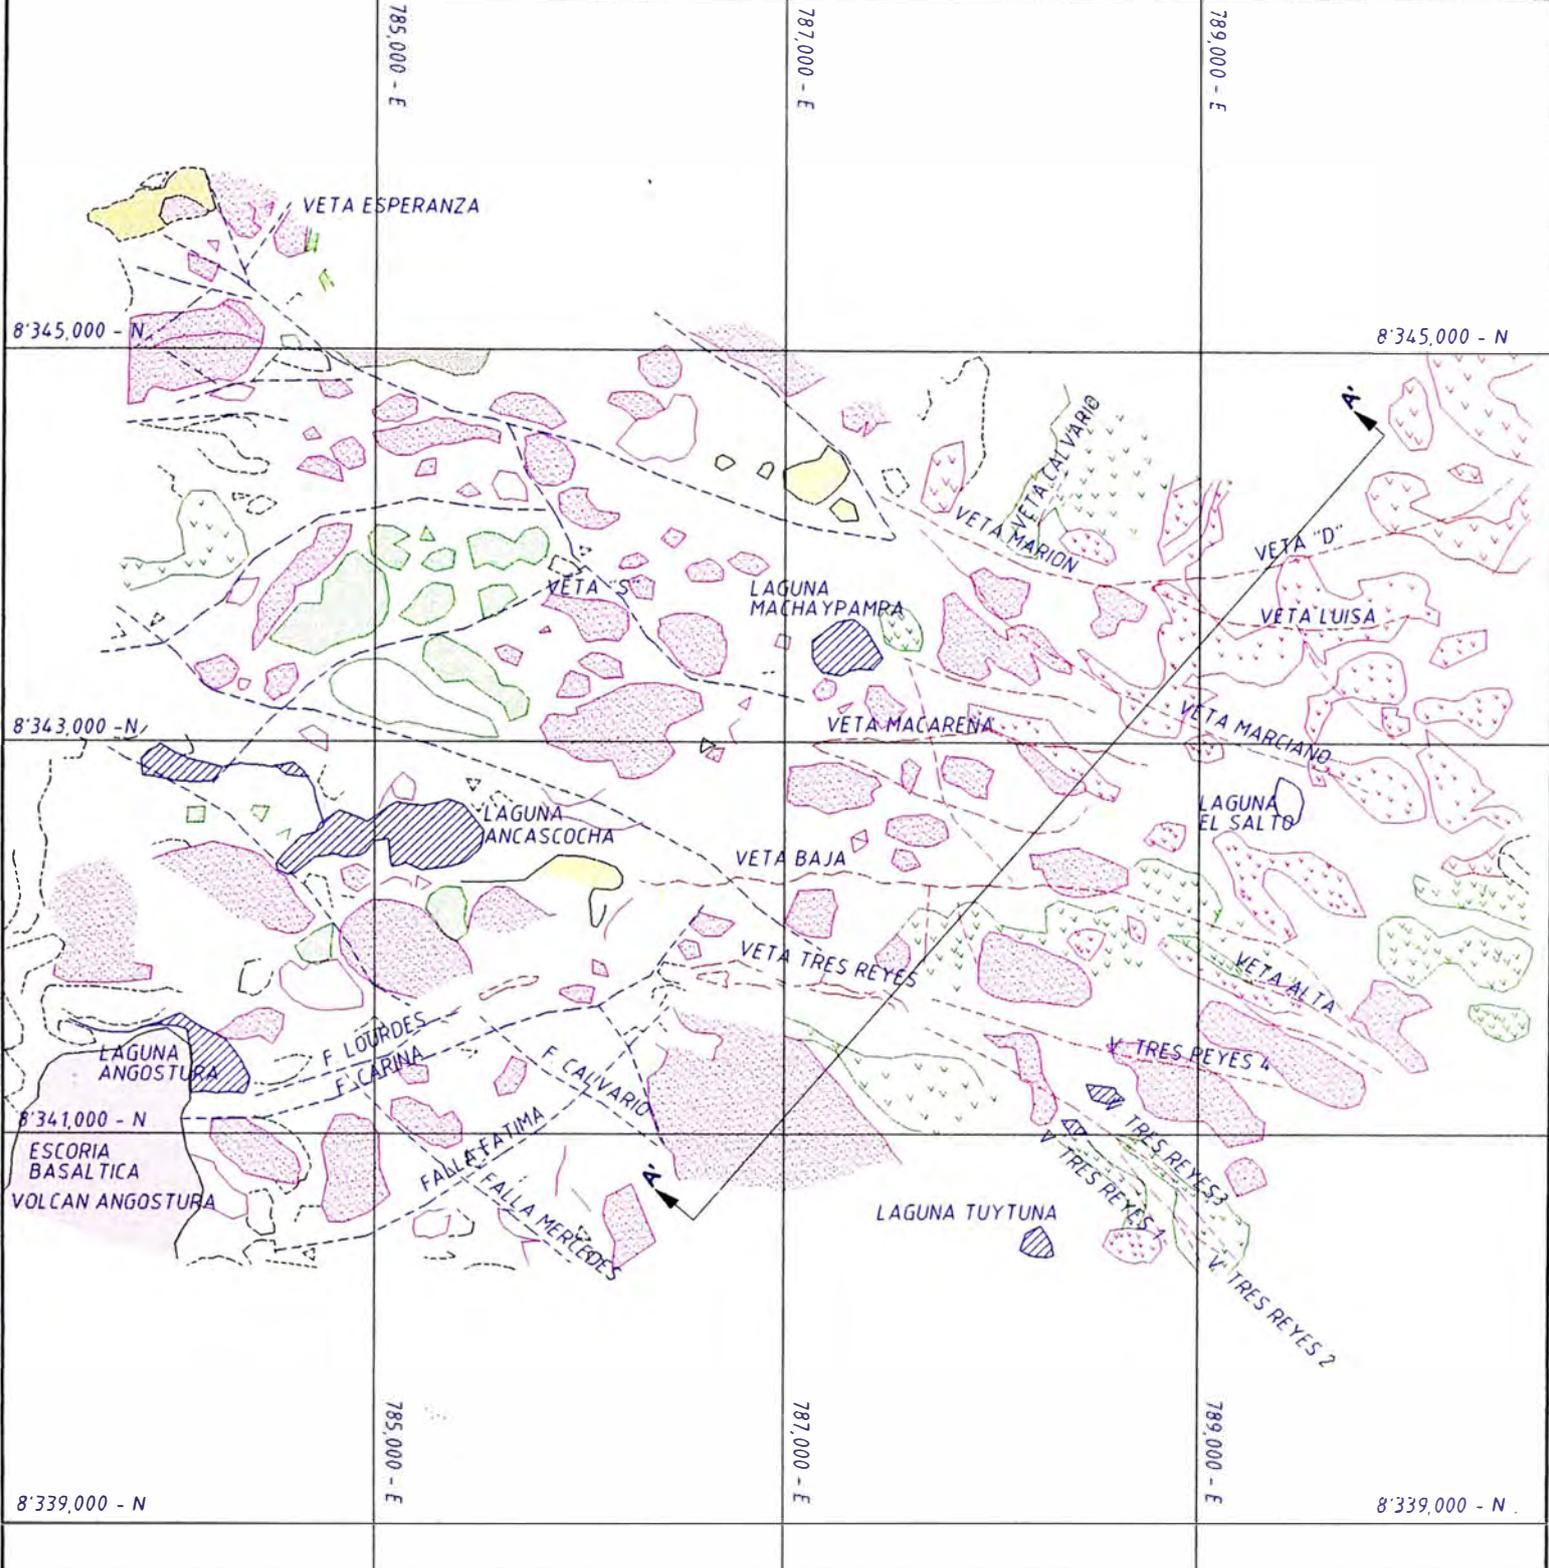 785,000 - E
787,000 - E
789,000 - E
VETA ESPERANZA
8'345,000 - N
8'345,000 - N
A'
VETA CALVARIO
VETA MARION
VETA "D"
VETA "S"
LAGUNA
MACHAYPAMPA
VETA LUISA
8'343,000 -N
VETA MACARENA
VETA MARCIANO
LAGUNA
ANCASCOCHA
LAGUNA
EL SALTO
VETA BAJA
VETA TRES REYES
VETA ALTA
F. LOURDES
F. CARINA
F. CALIVARIO
LAGUNA
ANGOSTURA
V. TRES REYES 4
8'341,000 - N
ESCORIA
BASALTICA
VOLCAN ANGOSTURA
FALLA FATIMA
FALLA MERCEDES
A'
V TRES REYES3
V TRES REYES 1
LAGUNA TUYTUNA
V. TRES REYES 2
785,000 - E
787,000 - E
789,000 - E
8'339,000 - N
8'339,000 - N